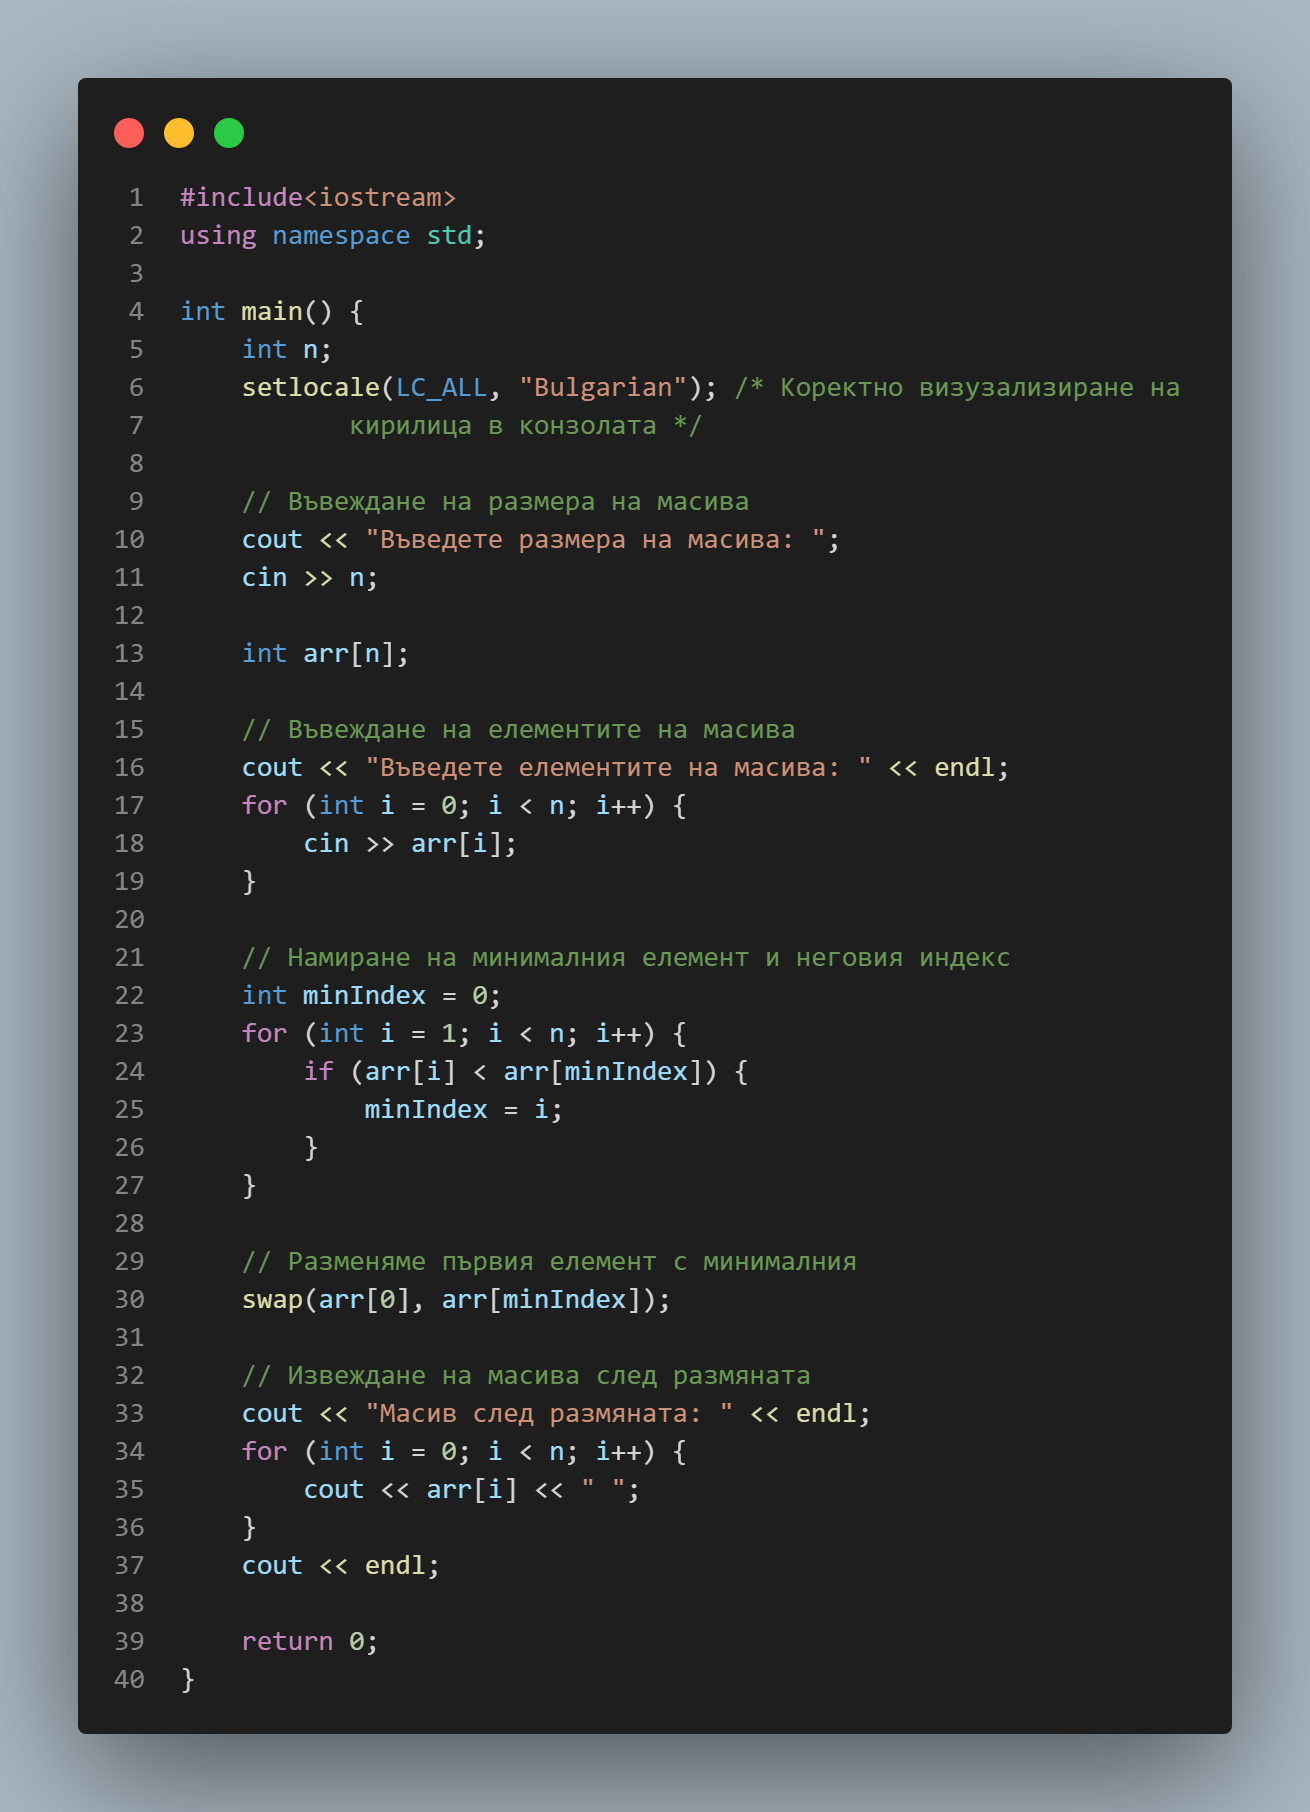 1 #include<iostream>
2 using namespace std;
3
4 int main() {
5     int n;
6     setlocale(LC_ALL, "Bulgarian"); /* Коректно визузализиране на
7            кирилица в конзолата */
8
9     // Въвеждане на размера на масива
10     cout << "Въведете размера на масива: ";
11     cin >> n;
12
13     int arr[n];
14
15     // Въвеждане на елементите на масива
16     cout << "Въведете елементите на масива: " << endl;
17     for (int i = 0; i < n; i++) {
18         cin >> arr[i];
19     }
20
21     // Намиране на минималния елемент и неговия индекс
22     int minIndex = 0;
23     for (int i = 1; i < n; i++) {
24         if (arr[i] < arr[minIndex]) {
25             minIndex = i;
26         }
27     }
28
29     // Разменяме първия елемент с минималния
30     swap(arr[0], arr[minIndex]);
31
32     // Извеждане на масива след размяната
33     cout << "Масив след размяната: " << endl;
34     for (int i = 0; i < n; i++) {
35         cout << arr[i] << " ";
36     }
37     cout << endl;
38
39     return 0;
40 }